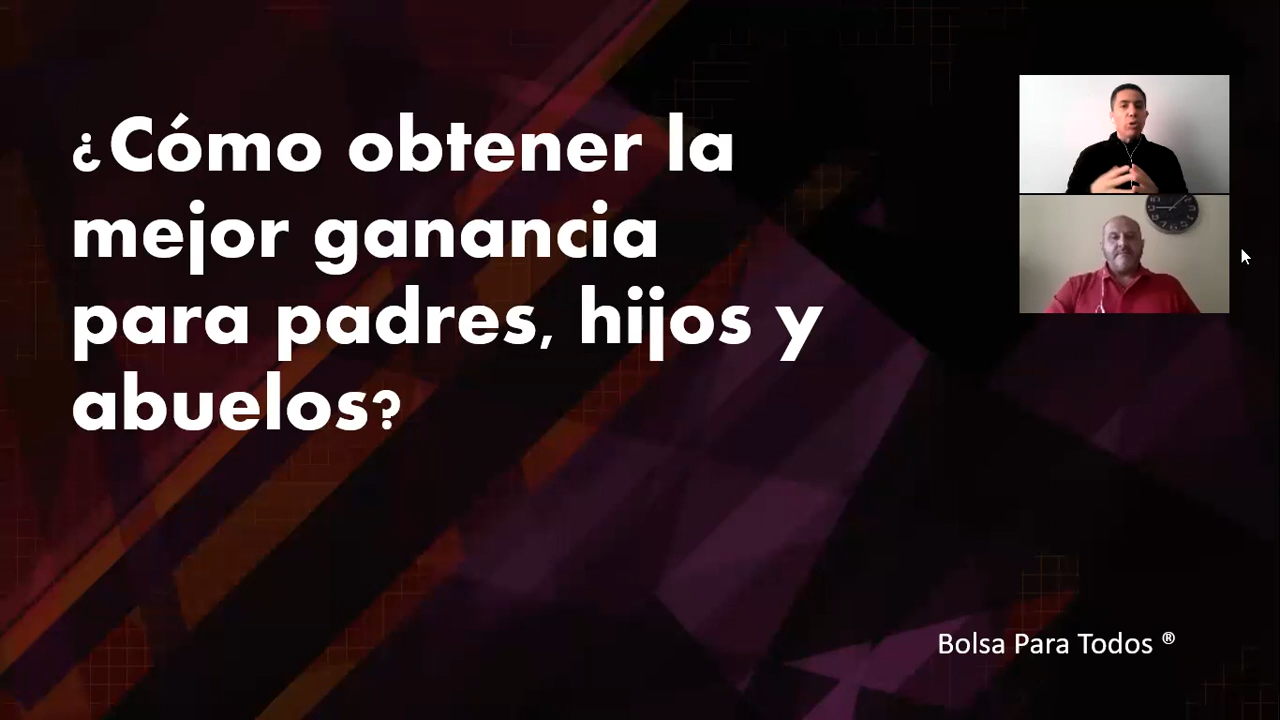 ¿Cómo obtener la
mejor ganancia
para padres, hijos y
abuelos?
Bolsa Para Todos ®